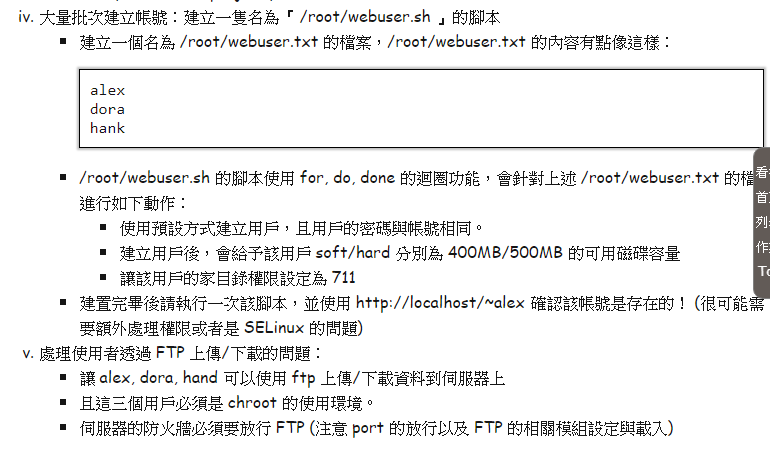 iv. 大量批次建立帳號：建立一隻名為「 /root/webuser.sh 」的腳本
▪ 建立一個名為 /root/webuser.txt 的檔案，/root/webuser.txt 的內容有點像這樣：
alex
dora
hank
▪ /root/webuser.sh 的腳本使用 for, do, done 的迴圈功能，會針對上述 /root/webuser.txt 的檔
進行如下動作：
▪ 使用預設方式建立用戶，且用戶的密碼與帳號相同。
▪ 建立用戶後，會給予該用戶 soft/hard 分別為 400MB/500MB 的可用磁碟容量
▪ 讓該用戶的家目錄權限設定為 711
▪ 建置完畢後請執行一次該腳本，並使用 http://localhost/~alex 確認該帳號是存在的！ (很可能需
要額外處理權限或者是 SELinux 的問題)
v. 處理使用者透過 FTP 上傳/下載的問題：
▪ 讓 alex, dora, hand 可以使用 ftp 上傳/下載資料到伺服器上
▪ 且這三個用戶必須是 chroot 的使用環境。
▪ 伺服器的防火牆必須要放行 FTP (注意 port 的放行以及 FTP 的相關模組設定與載入)
看
首
列
作
To